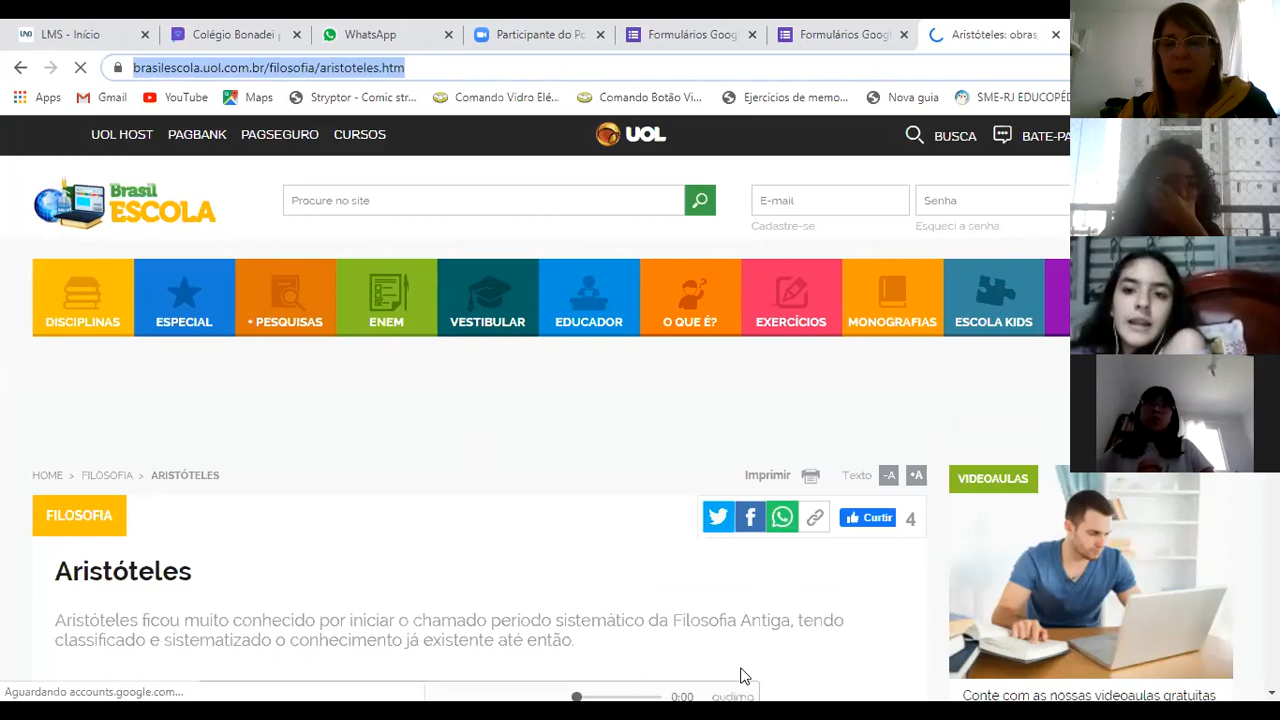 LMS - Início
Colégio Bonadei
WhatsApp
Participante do Po
Formulários Goog
Formulários Googl
Aristóteles: obras,
brasilescola.uol.com.br/filosofia/aristoteles.htm
Apps
Gmail
YouTube
Maps
Stryptor - Comic str...
Comando Vidro Elé...
Comando Botão Vi...
Ejercicios de memo...
Nova guia
SME-RJ EDUCOPÉD
UOL HOST
PAGBANK
PAGSEGURO
CURSOS
UOL
BUSCA
BATE-PA
Brasil
ESCOLA
Procure no site
E-mail
Senha
Cadastre-se
Esqueci a senha.
DISCIPLINAS
ESPECIAL
+ PESQUISAS
ENEM
VESTIBULAR
EDUCADOR
O QUE É?
EXERCÍCIOS
MONOGRAFIAS
ESCOLA KIDS
HOME > FILOSOFIA > ARISTÓTELES
Imprimir
Texto -A +A
VIDEOAULAS
FILOSOFIA
Curtir 4
Aristóteles
Aristóteles ficou muito conhecido por iniciar o chamado período sistemático da Filosofia Antiga, tendo
classificado e sistematizado o conhecimento já existente até então.
Aguardando accounts.google.com...
0:00
audima
Conte com as nossas videoaulas gratuitas